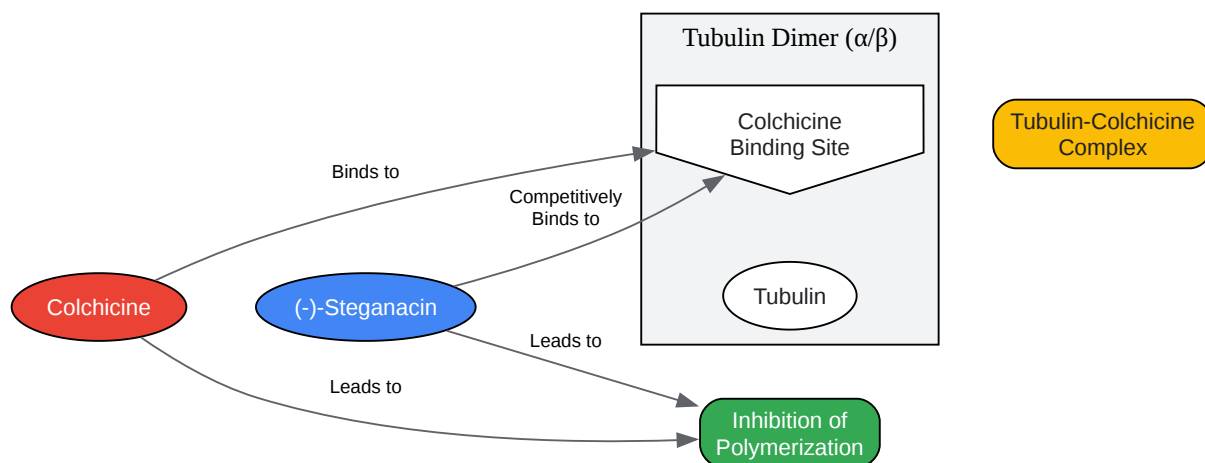 Tubulin Dimer (α/β)
Colchicine
Binding Site
Tubulin-Colchicine
Complex
Binds to
Competitively
Binds to
Colchicine
(-)-Steganacin
Tubulin
Leads to
Leads to
Inhibition of
Polymerization